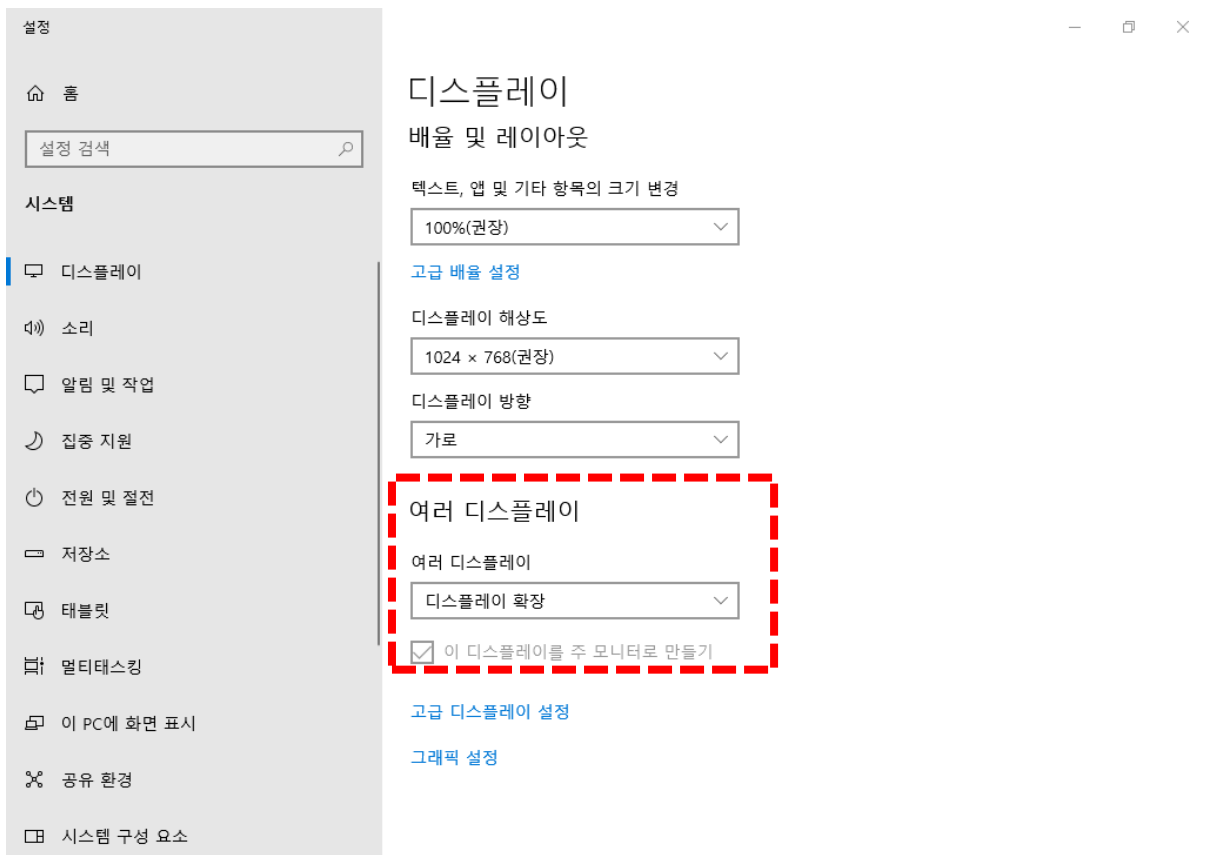 설정
홈
설정 검색
시스템
디스플레이
소리
알림 및 작업
집중 지원
전원 및 절전
저장소
태블릿
멀티태스킹
이 PC에 화면 표시
공유 환경
시스템 구성 요소
디스플레이
배율 및 레이아웃
텍스트, 앱 및 기타 항목의 크기 변경
100%(권장)
고급 배율 설정
디스플레이 해상도
1024 × 768(권장)
디스플레이 방향
가로
여러 디스플레이
여러 디스플레이
디스플레이 확장
이 디스플레이를 주 모니터로 만들기
고급 디스플레이 설정
그래픽 설정